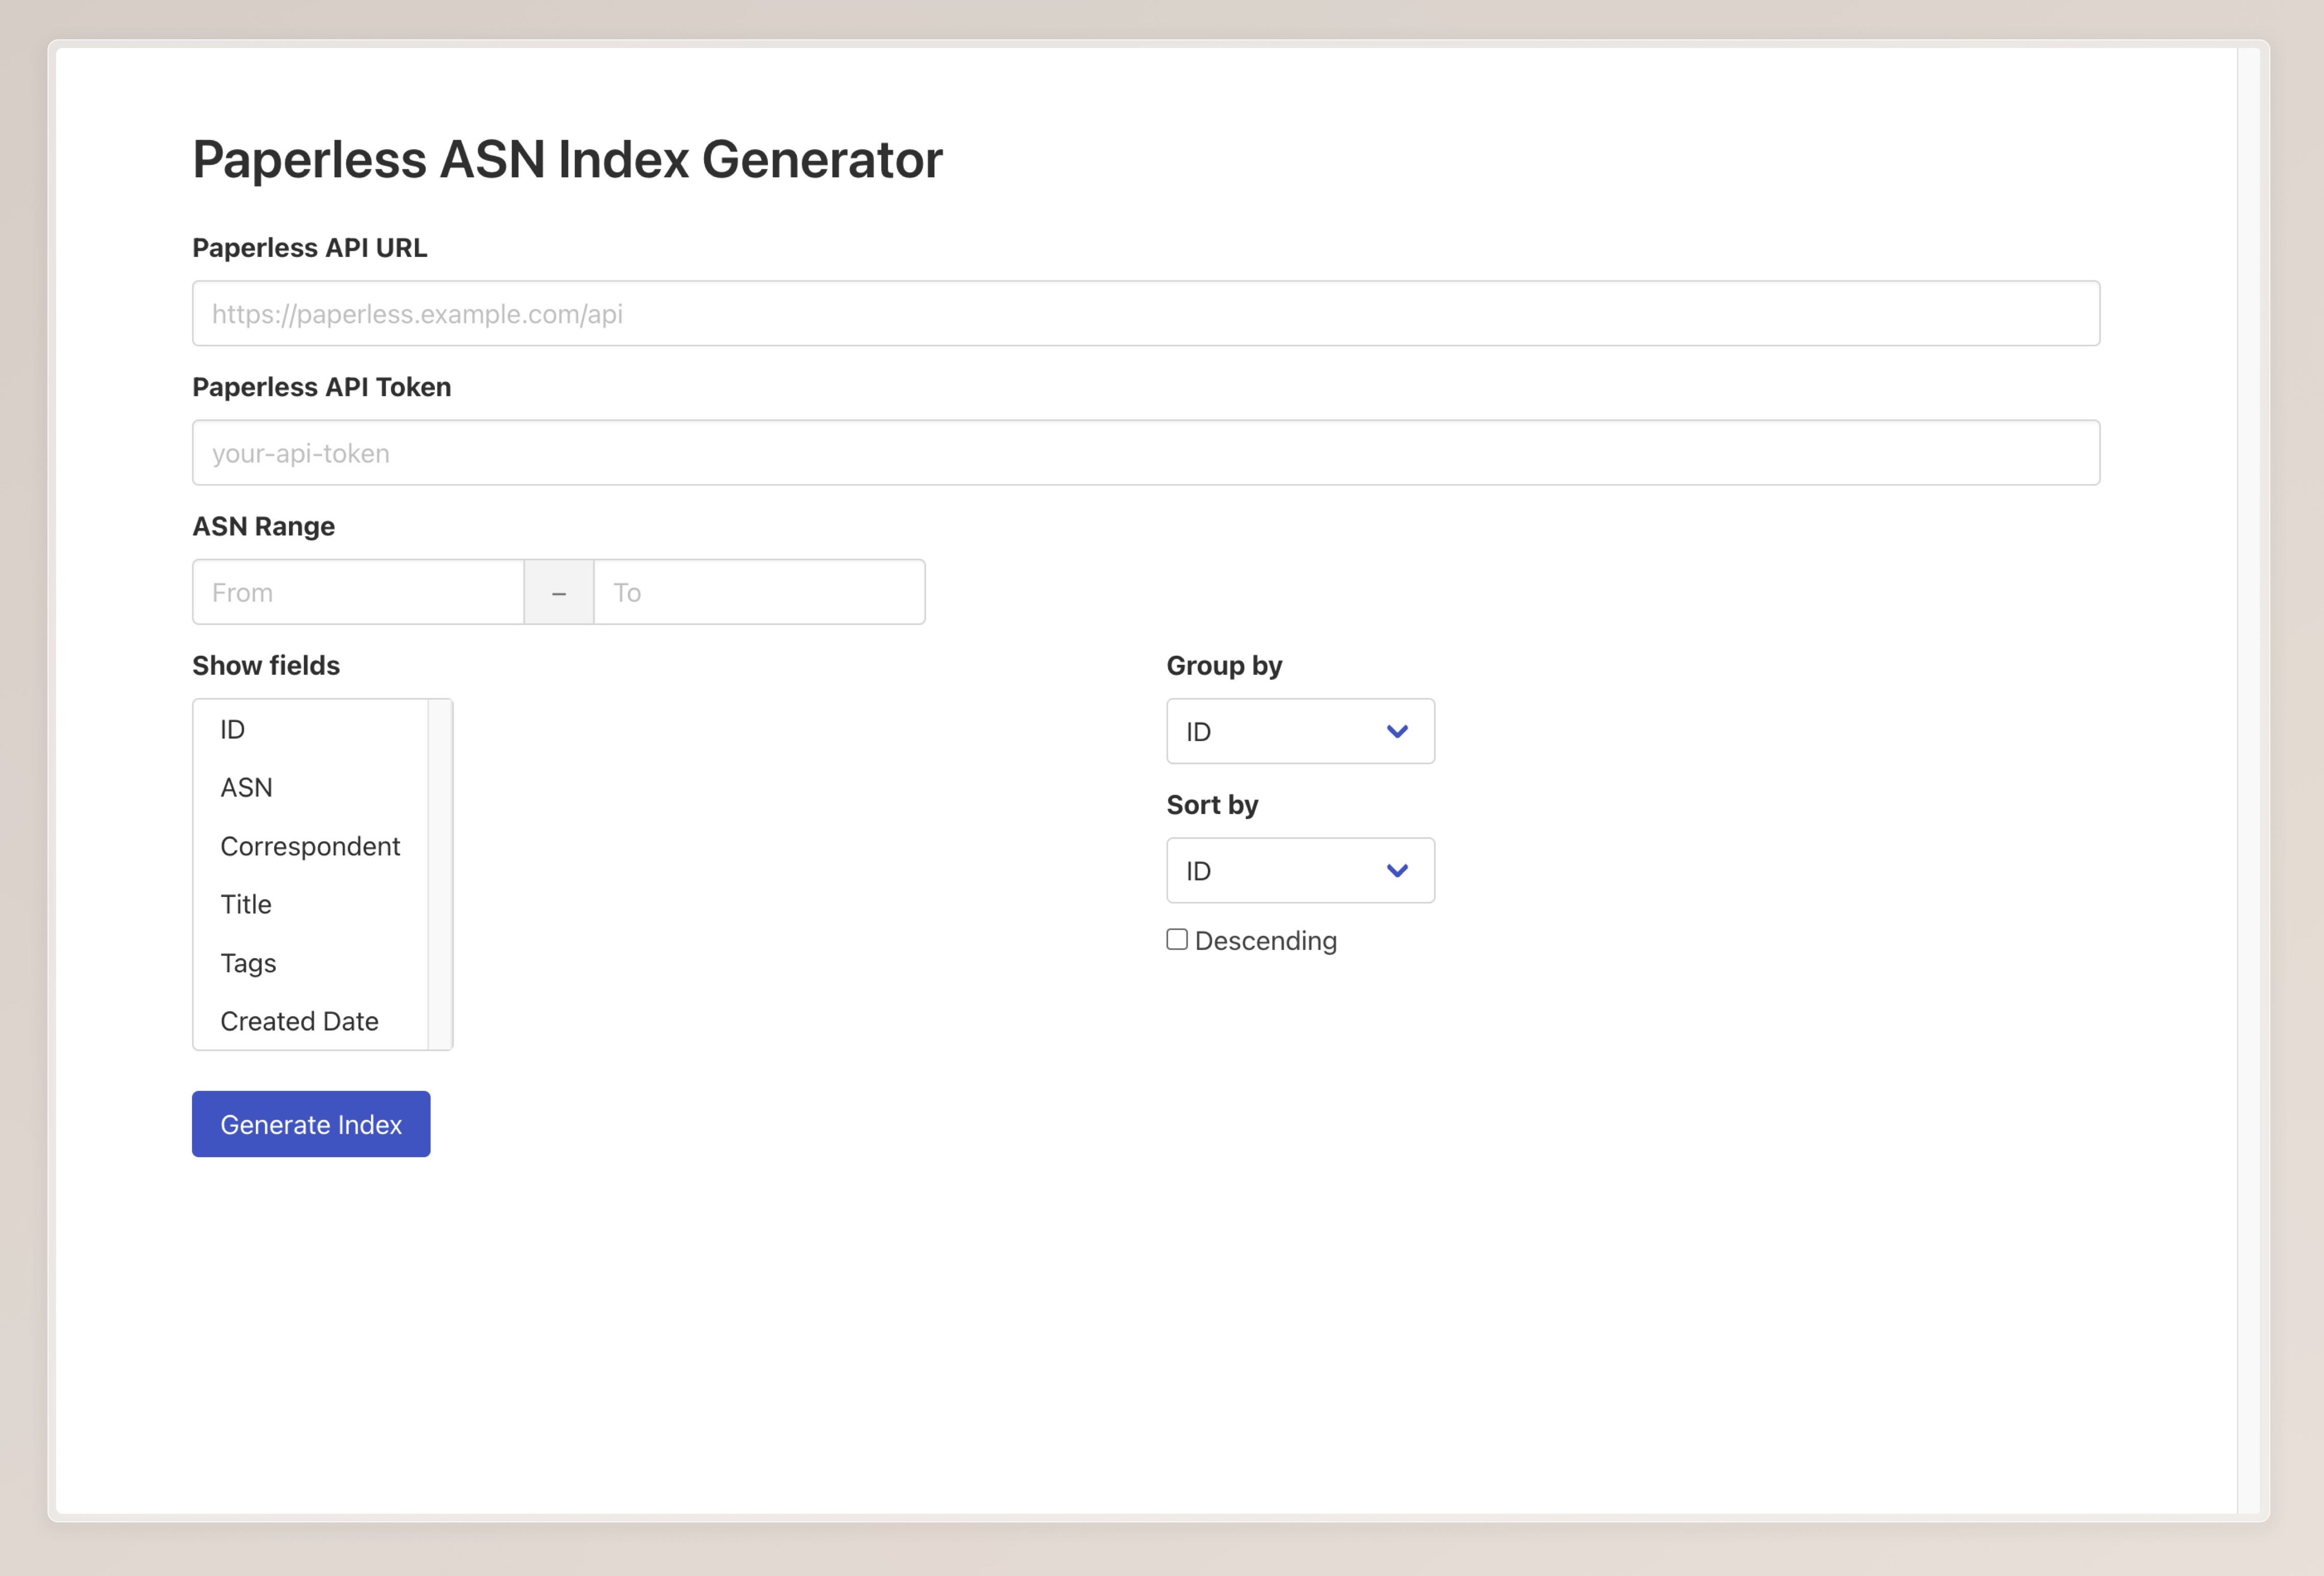 Paperless ASN Index Generator
Paperless API URL
https://paperless.example.com/api
Paperless API Token
your-api-token
ASN Range
From – To
Show fields
ID
ASN
Correspondent
Title
Tags
Created Date
Group by
ID
Sort by
ID
Descending
Generate Index